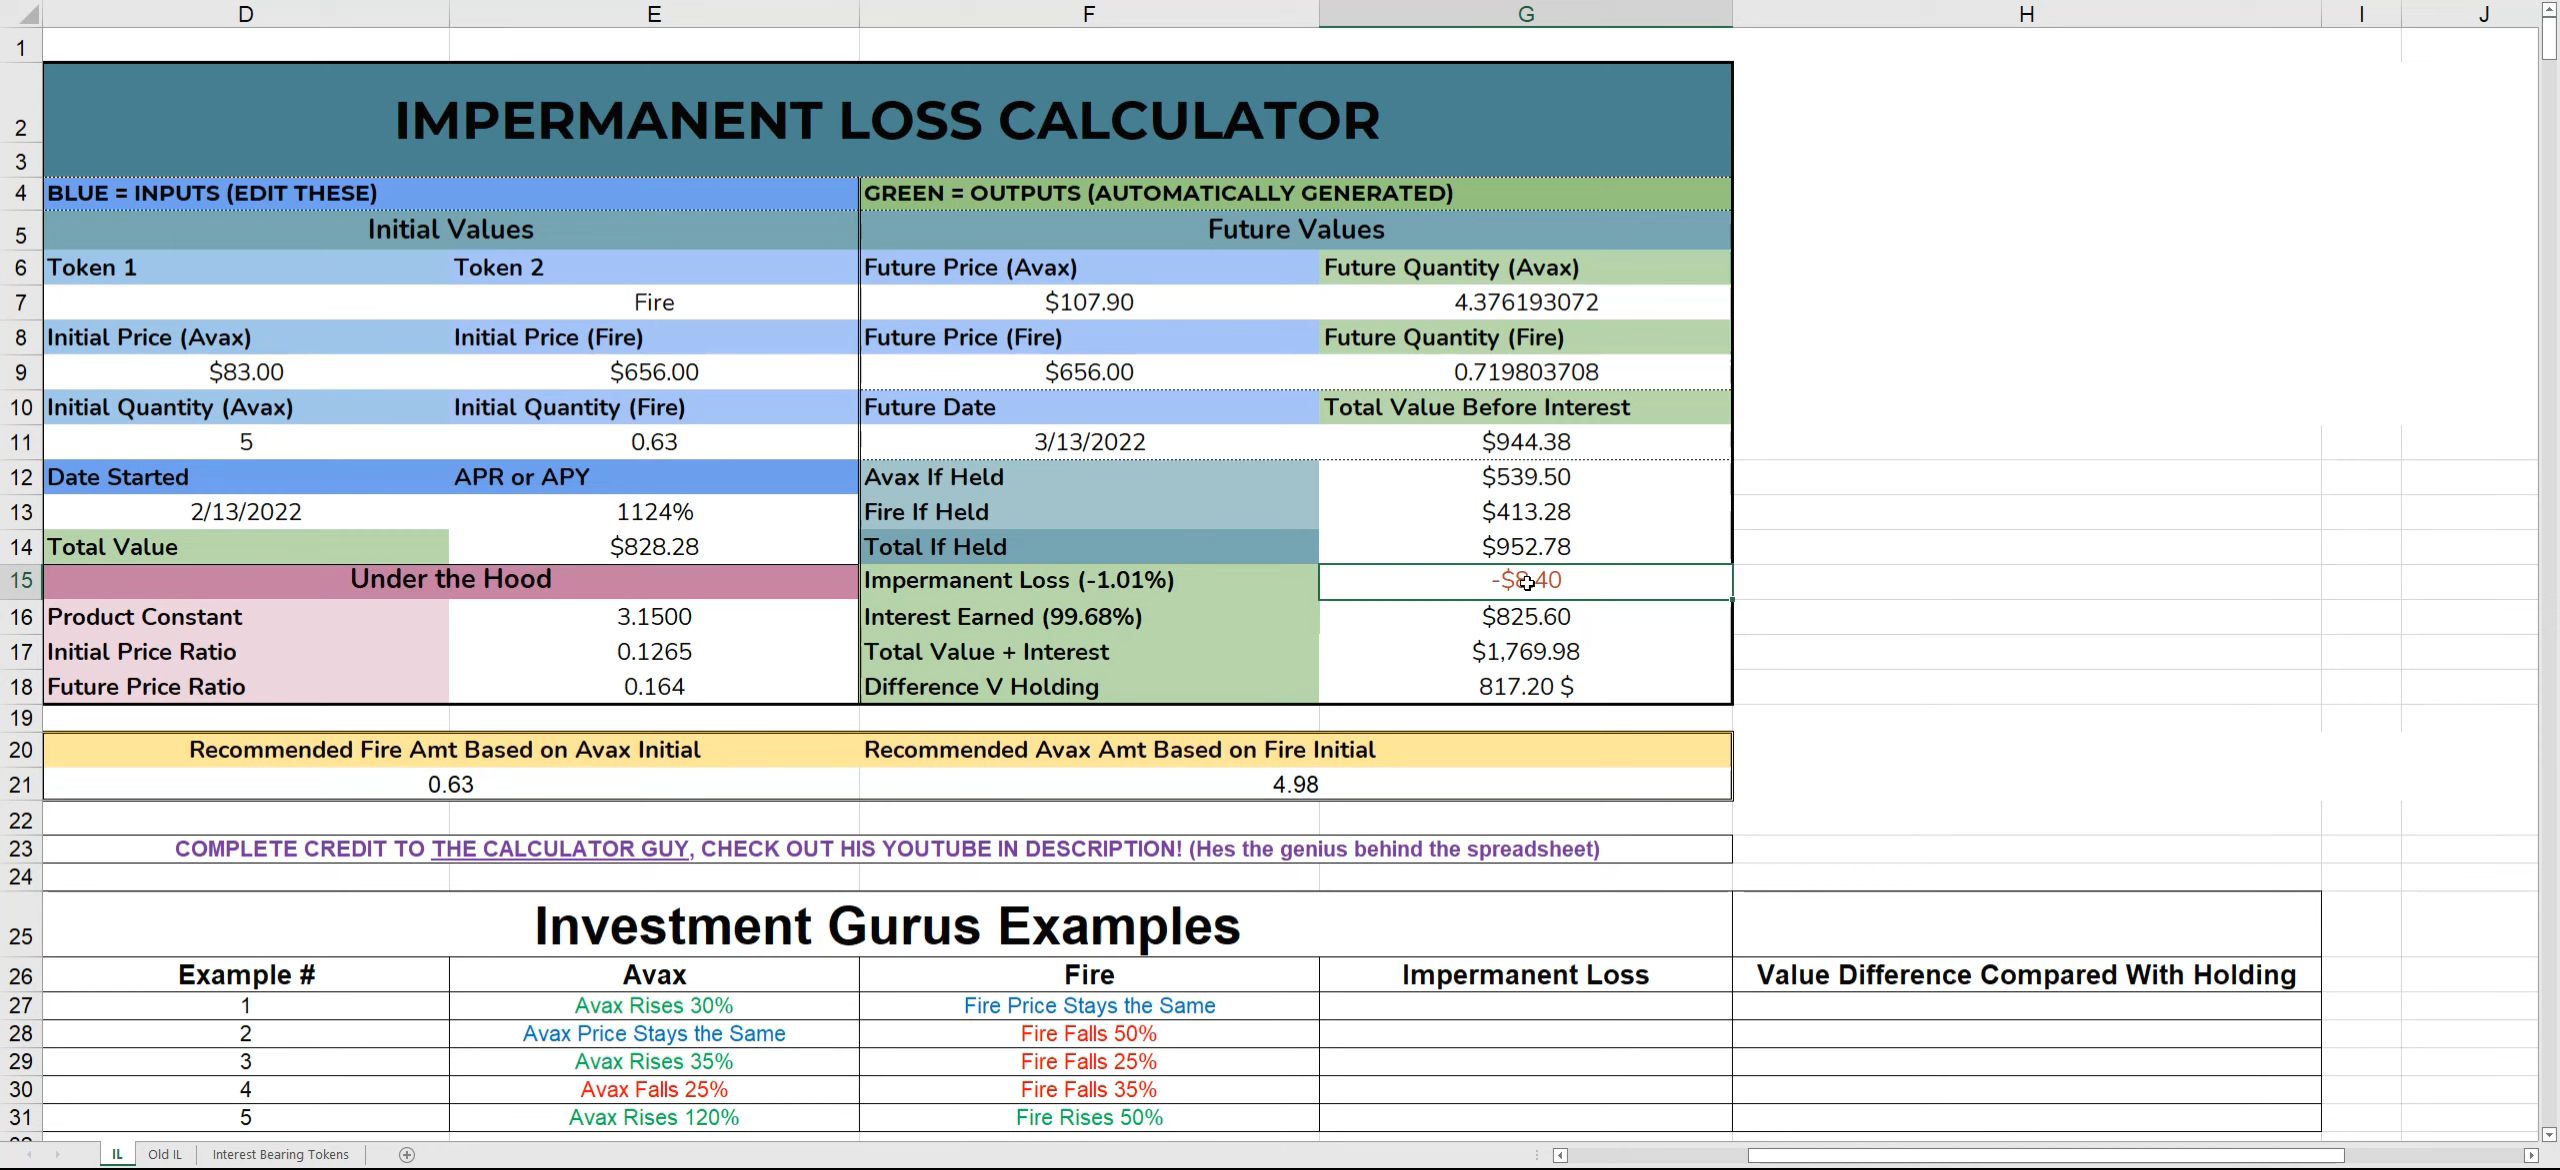 D E F G H I J
1
2 IMPERMANENT LOSS CALCULATOR
3
4 BLUE = INPUTS (EDIT THESE) GREEN = OUTPUTS (AUTOMATICALLY GENERATED)
5 Initial Values Future Values
6 Token 1 Token 2 Future Price (Avax) Future Quantity (Avax)
7 Fire $107.90 4.376193072
8 Initial Price (Avax) Initial Price (Fire) Future Price (Fire) Future Quantity (Fire)
9 $83.00 $656.00 $656.00 0.719803708
10 Initial Quantity (Avax) Initial Quantity (Fire) Future Date Total Value Before Interest
11 5 0.63 3/13/2022 $944.38
12 Date Started APR or APY Avax If Held $539.50
13 2/13/2022 1124% Fire If Held $413.28
14 Total Value $828.28 Total If Held $952.78
15 Under the Hood Impermanent Loss (-1.01%) -$8.40
16 Product Constant 3.1500 Interest Earned (99.68%) $825.60
17 Initial Price Ratio 0.1265 Total Value + Interest $1,769.98
18 Future Price Ratio 0.164 Difference V Holding 817.20 $
19
20 Recommended Fire Amt Based on Avax Initial Recommended Avax Amt Based on Fire Initial
21 0.63 4.98
22
23 COMPLETE CREDIT TO THE CALCULATOR GUY, CHECK OUT HIS YOUTUBE IN DESCRIPTION! (Hes the genius behind the spreadsheet)
24
25 Investment Gurus Examples
26 Example # Avax Fire Impermanent Loss Value Difference Compared With Holding
27 1 Avax Rises 30% Fire Price Stays the Same
28 2 Avax Price Stays the Same Fire Falls 50%
29 3 Avax Rises 35% Fire Falls 25%
30 4 Avax Falls 25% Fire Falls 35%
31 5 Avax Rises 120% Fire Rises 50%
IL Old IL Interest Bearing Tokens